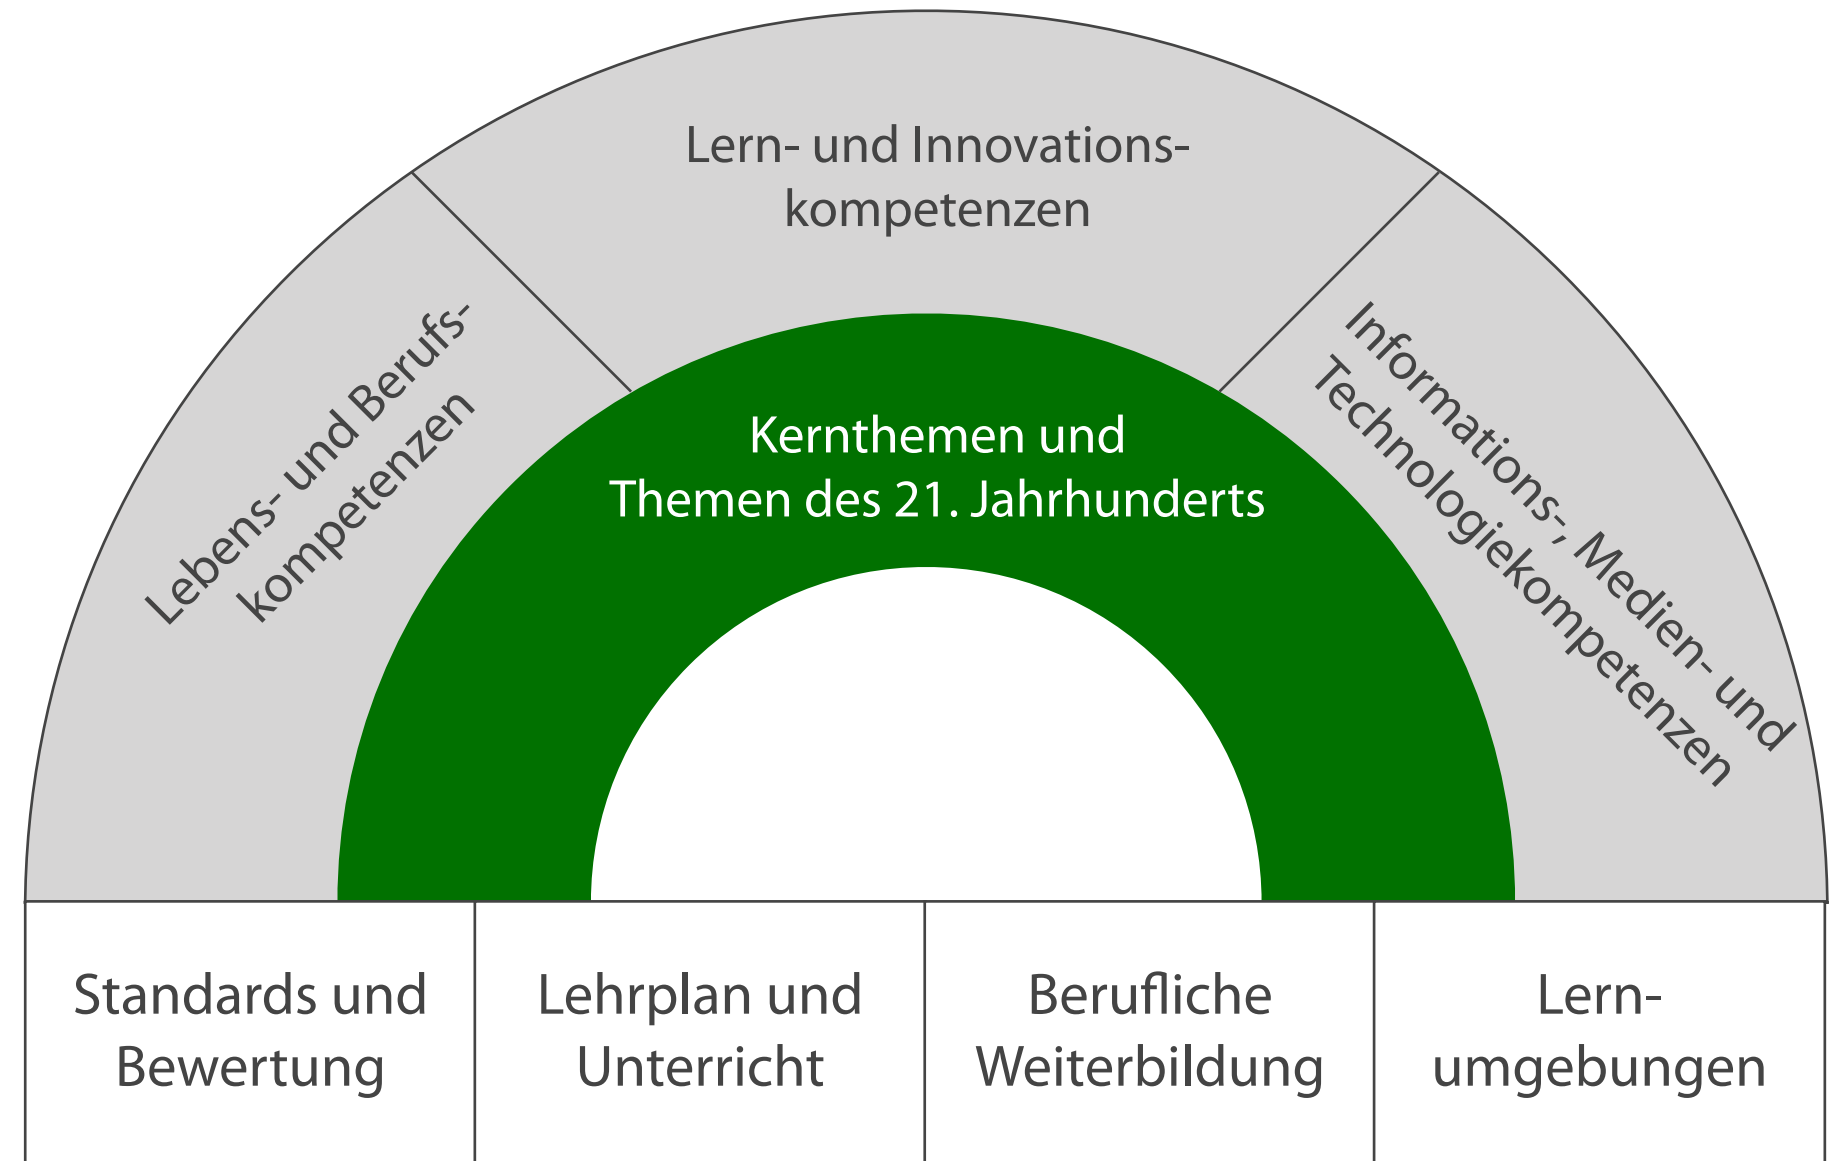 Lern- und Innovations-
kompetenzen
Lebens- und Berufs-
kompetenzen
Informations-, Medien- und
Technologiekompetenzen
Kernthemen und
Themen des 21. Jahrhunderts
Standards und
Bewertung
Lehrplan und
Unterricht
Berufliche
Weiterbildung
Lern-
umgebungen